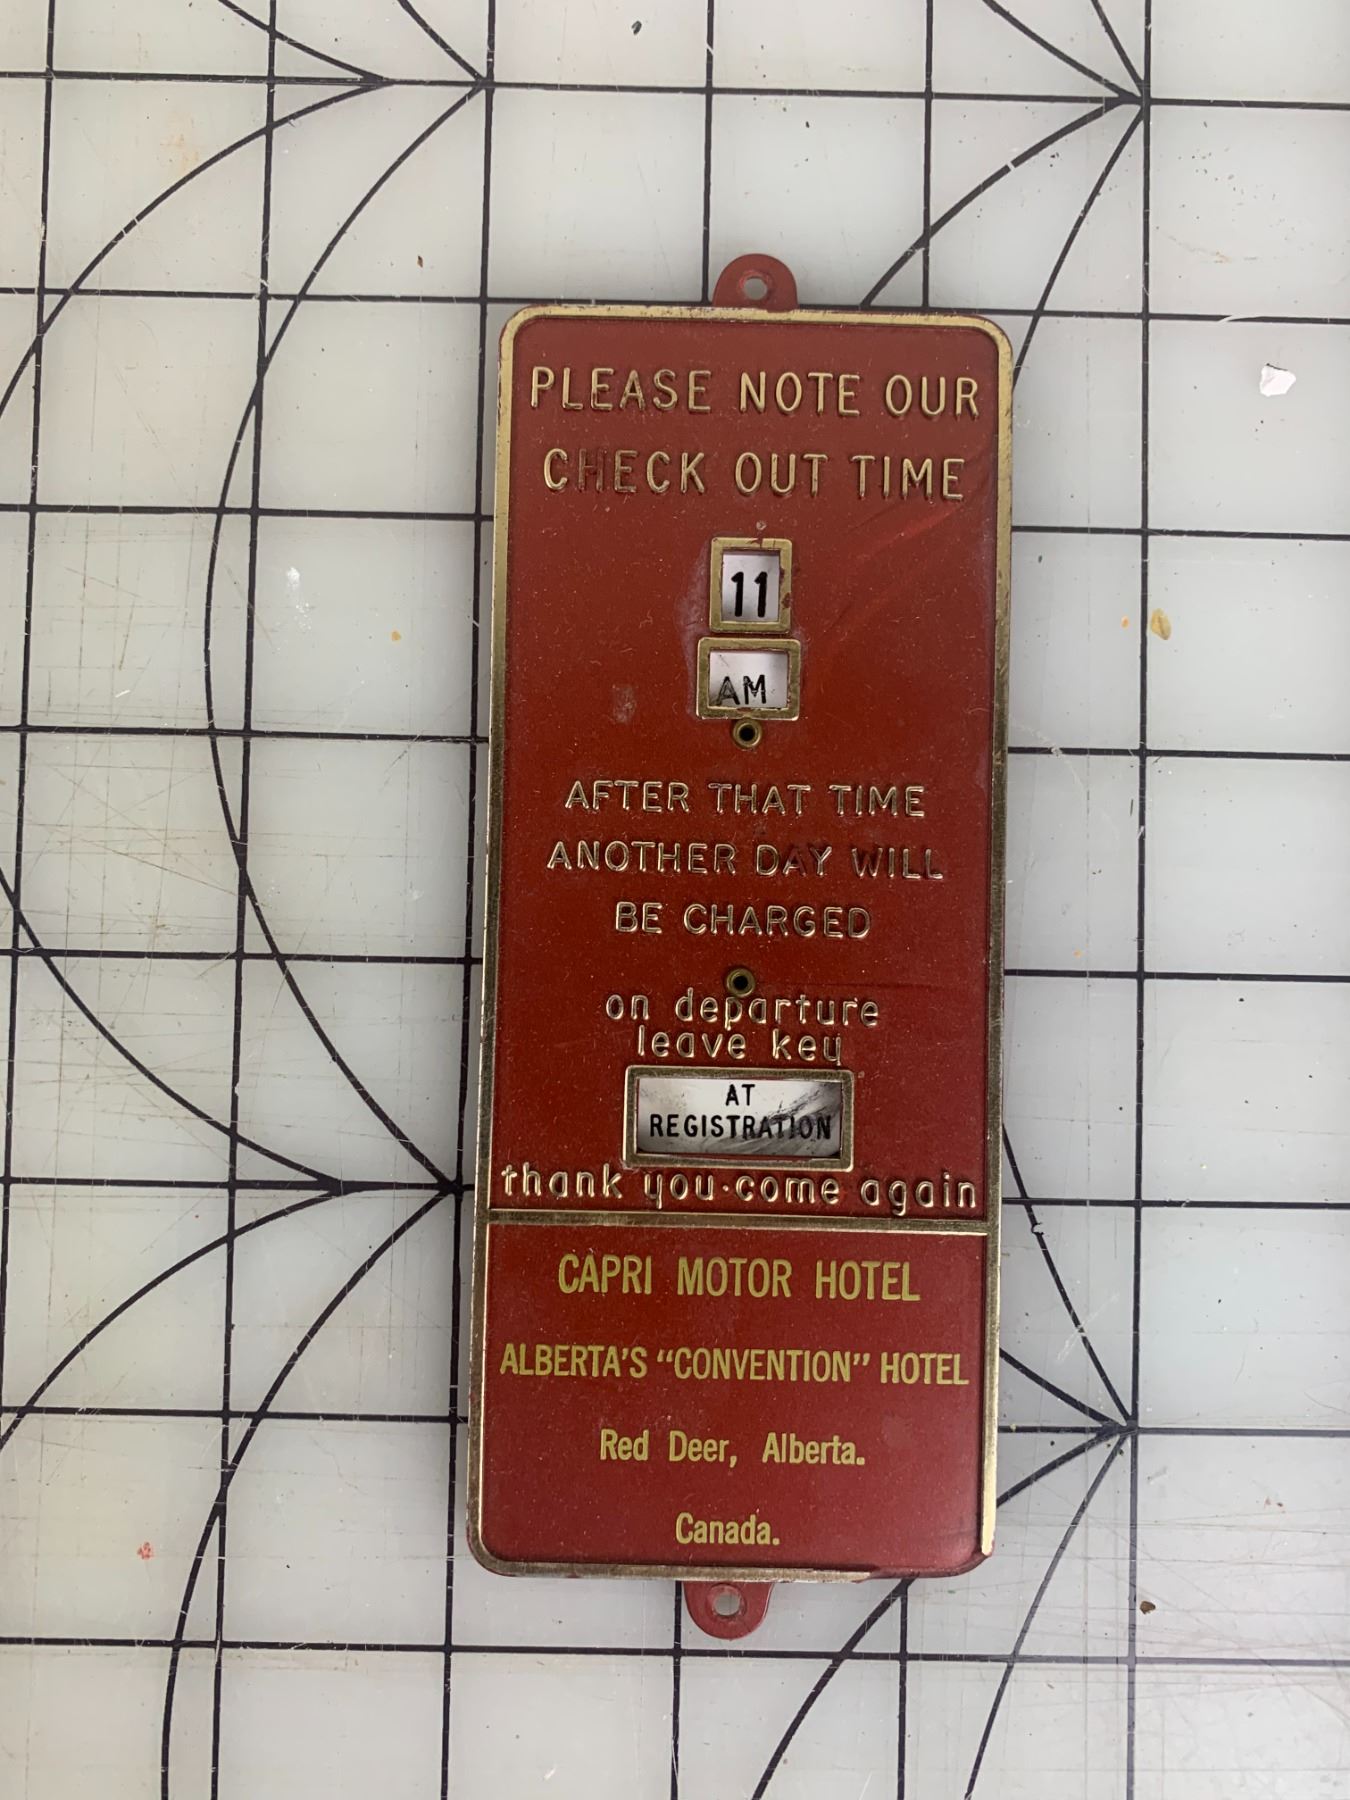 PLEASE NOTE OUR
CHECK OUT TIME
11
AM
AFTER THAT TIME
ANOTHER DAY WILL
BE CHARGED
on departure
leave key
AT
REGISTRATION
thank you·come again
CAPRI MOTOR HOTEL
ALBERTA'S "CONVENTION" HOTEL
Red Deer, Alberta.
Canada.